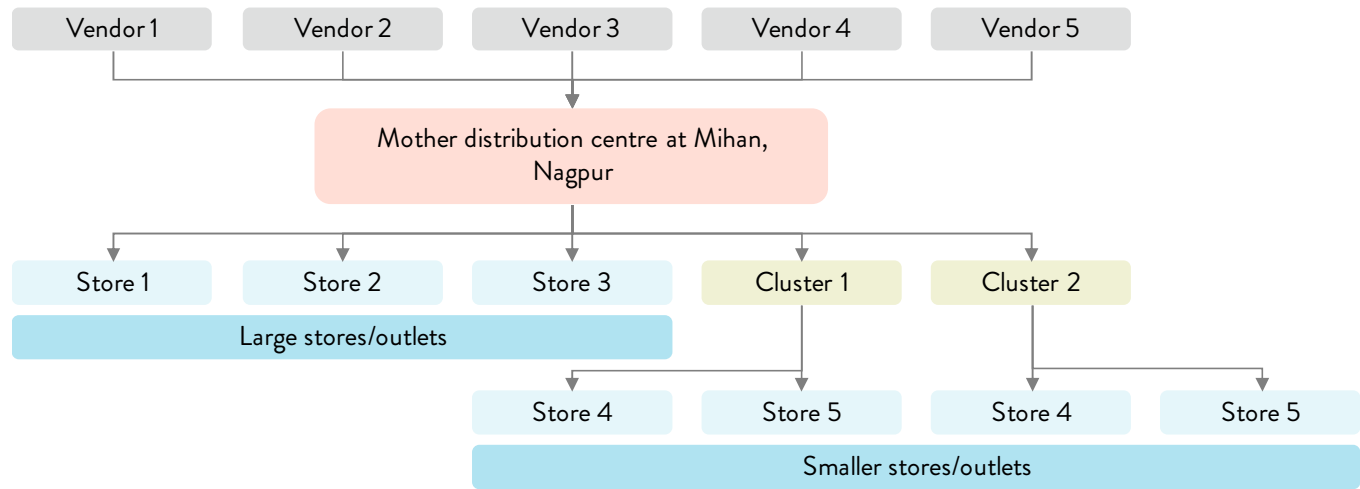 Vendor 1
Vendor 2
Vendor 3
Vendor 4
Vendor 5
Mother distribution centre at Mihan,
Nagpur
Store 1
Store 2
Store 3
Cluster 1
Cluster 2
Large stores/outlets
Store 4
Store 5
Store 4
Store 5
Smaller stores/outlets